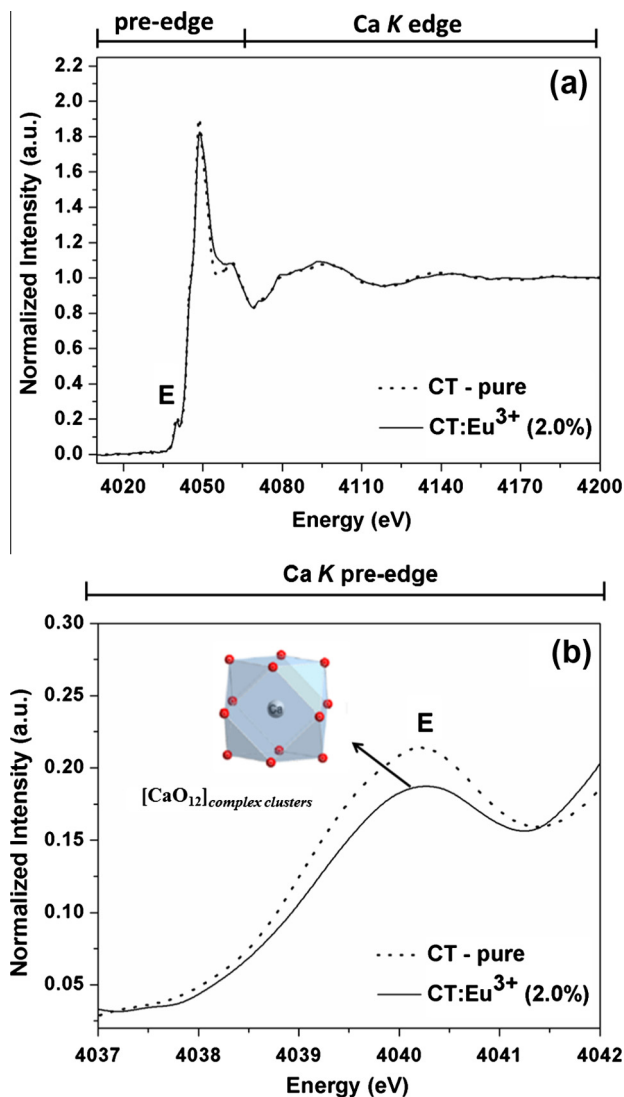 pre-edge
Ca K edge
(a)
2.2
2.0
1.8
1.6
1.4
1.2
1.0
0.8
0.6
0.4
0.2
0.0
Normalized Intensity (a.u.)
E
CT - pure
CT:Eu³⁺ (2.0%)
4020 4050 4080 4110 4140 4170 4200
Energy (eV)
Ca K pre-edge
(b)
0.30
0.25
0.20
0.15
0.10
0.05
Normalized Intensity (a.u.)
E
[CaO₁₂]complex clusters
CT - pure
CT:Eu³⁺ (2.0%)
4037 4038 4039 4040 4041 4042
Energy (eV)